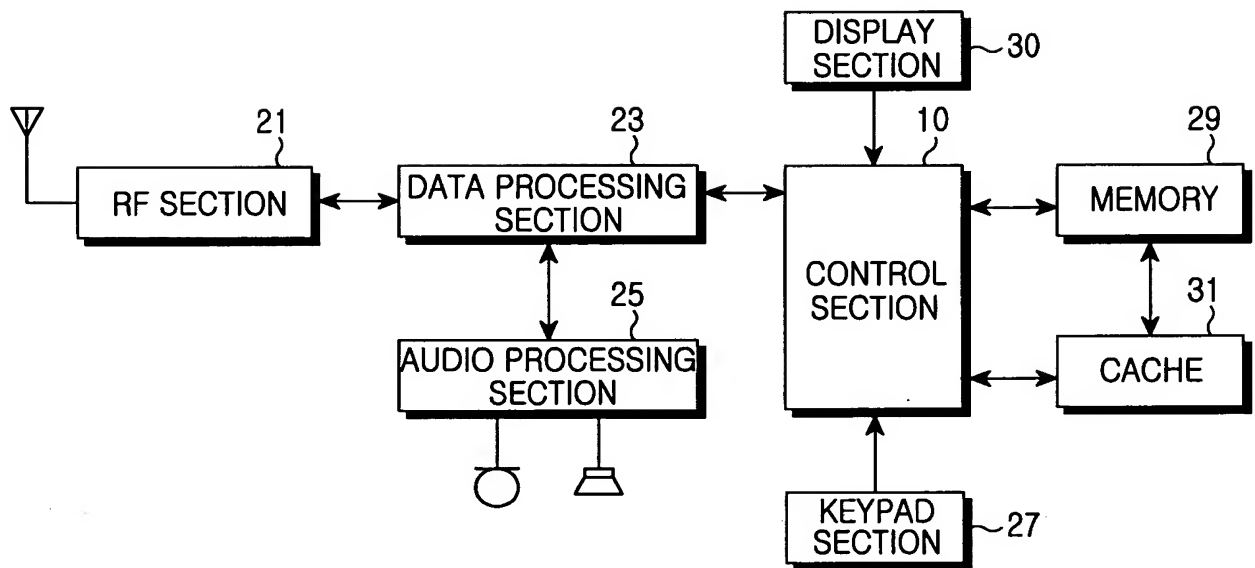 DISPLAY
SECTION
30
21
23
10
29
RF SECTION
DATA PROCESSING
SECTION
CONTROL
SECTION
MEMORY
25
31
AUDIO PROCESSING
SECTION
CACHE
KEYPAD
SECTION
27